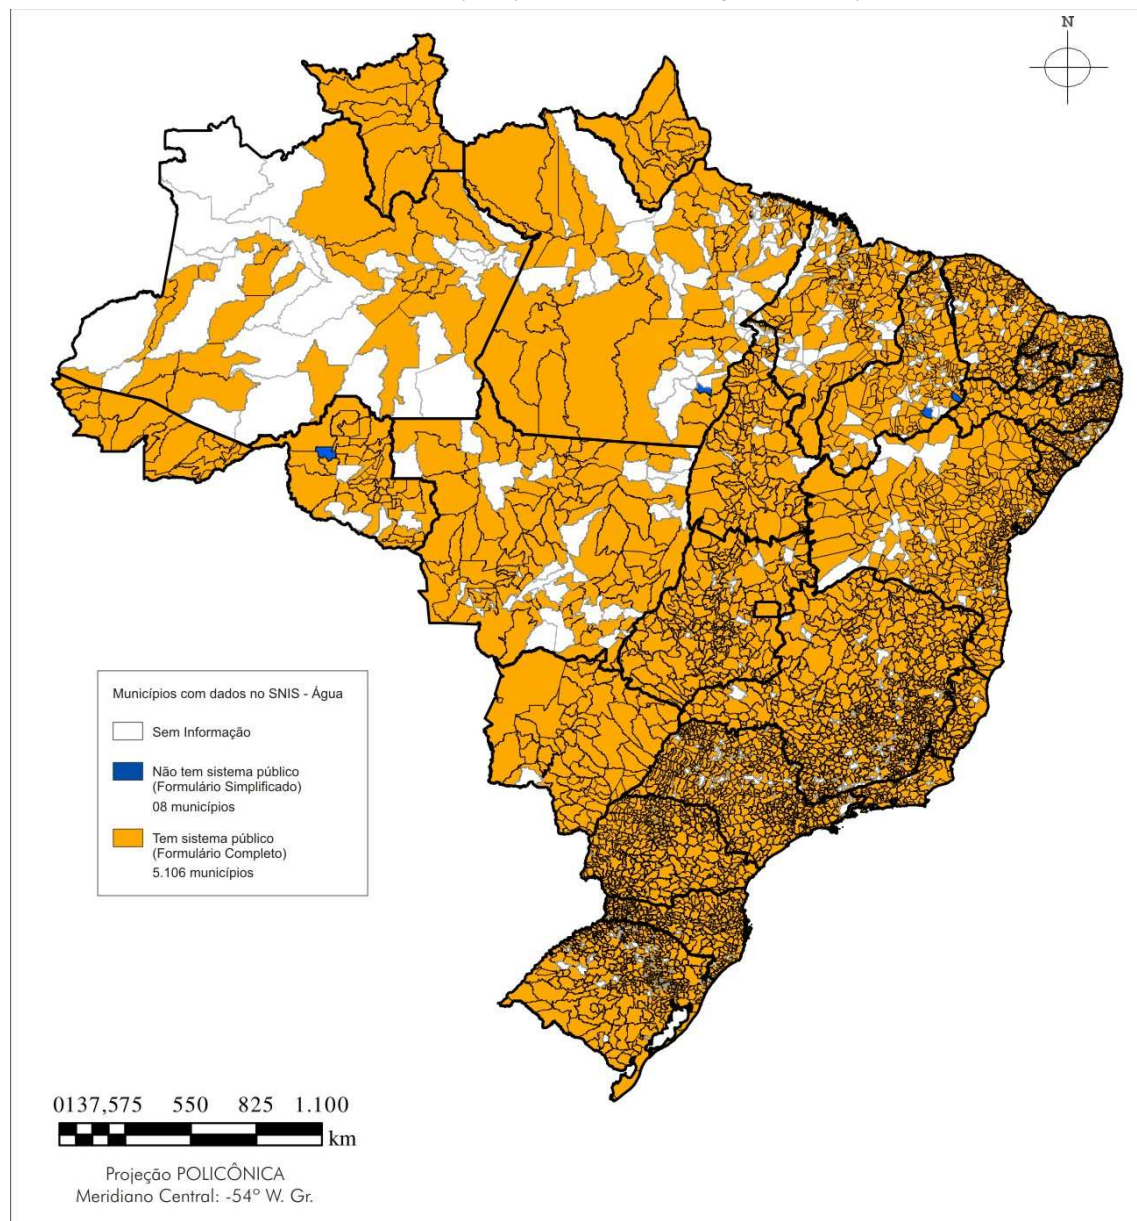 N
Municípios com dados no SNIS - Água
Sem Informação
Não tem sistema público
(Formulário Simplificado)
08 municípios
Tem sistema público
(Formulário Completo)
5.106 municípios
0137,575 550 825 1.100
km
Projeção POLICÔNICA
Meridiano Central: -54º W. Gr.